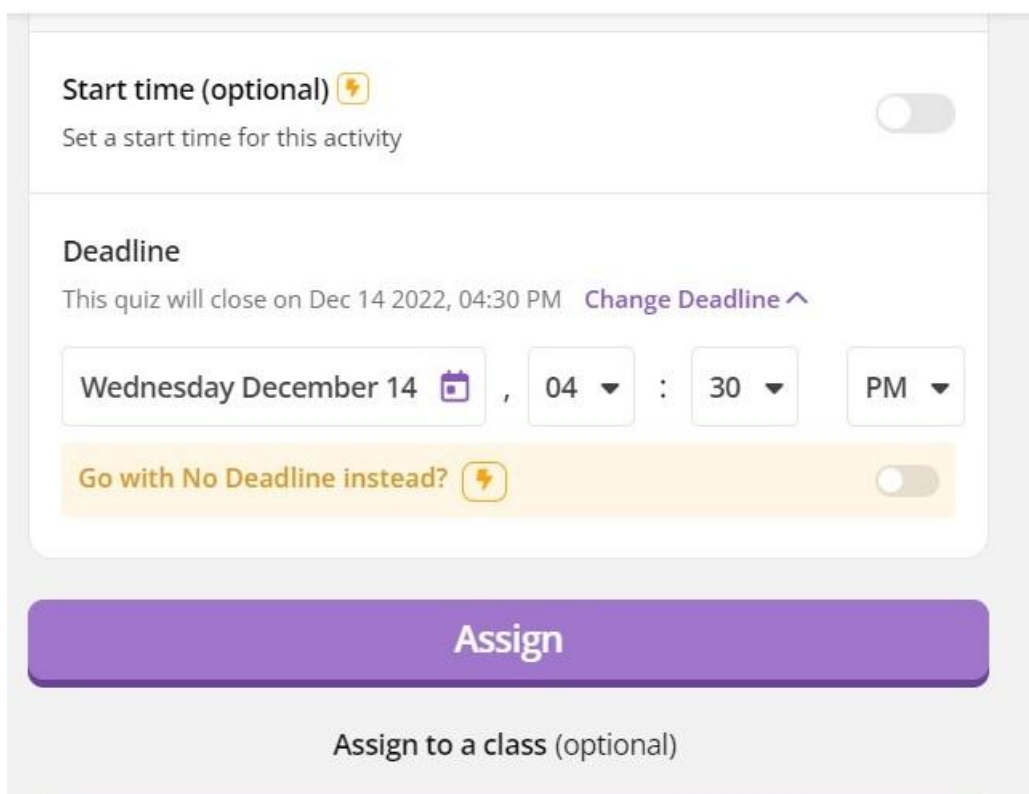 Start time (optional)
Set a start time for this activity
Deadline
This quiz will close on Dec 14 2022, 04:30 PM Change Deadline
Wednesday December 14 , 04 : 30 PM
Go with No Deadline instead?
Assign
Assign to a class (optional)